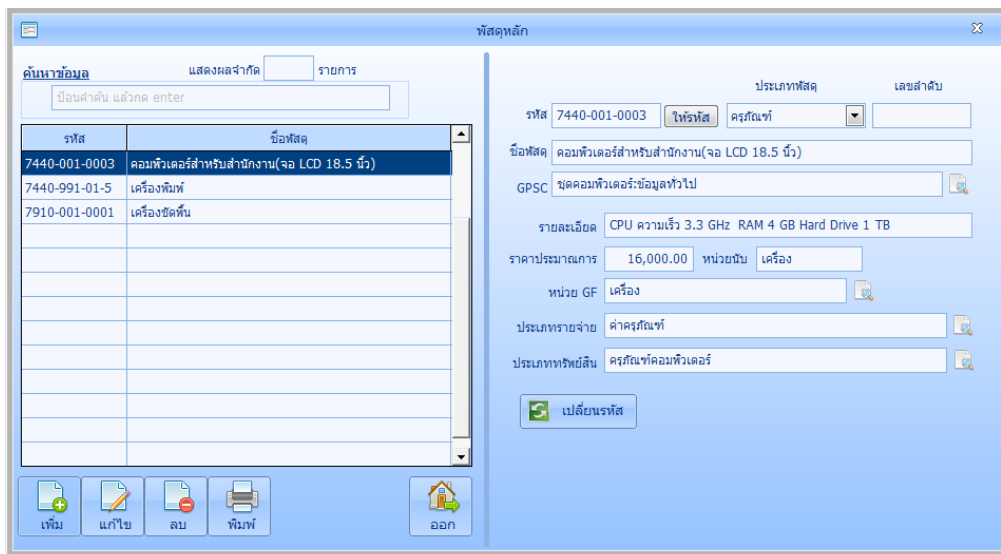 พัสดุหลัก
ค้นหาข้อมูล แสดงผลจำกัด รายการ
ป้อนคำค้น แล้วกด enter
รหัส ชื่อพัสดุ
7440-001-0003 คอมพิวเตอร์สำหรับสำนักงาน(จอ LCD 18.5 นิ้ว)
7440-991-01-5 เครื่องพิมพ์
7910-001-0001 เครื่องขัดพื้น
เพิ่ม แก้ไข ลบ พิมพ์ ออก
ประเภทพัสดุ เลขลำดับ
รหัส 7440-001-0003 ให้รหัส ครุภัณฑ์
ชื่อพัสดุ คอมพิวเตอร์สำหรับสำนักงาน(จอ LCD 18.5 นิ้ว)
GPSC ชุดคอมพิวเตอร์:ข้อมูลทั่วไป
รายละเอียด CPU ความเร็ว 3.3 GHz RAM 4 GB Hard Drive 1 TB
ราคาประมาณการ 16,000.00 หน่วยนับ เครื่อง
หน่วย GF เครื่อง
ประเภทรายจ่าย ค่าครุภัณฑ์
ประเภททรัพย์สิน ครุภัณฑ์คอมพิวเตอร์
เปลี่ยนรหัส